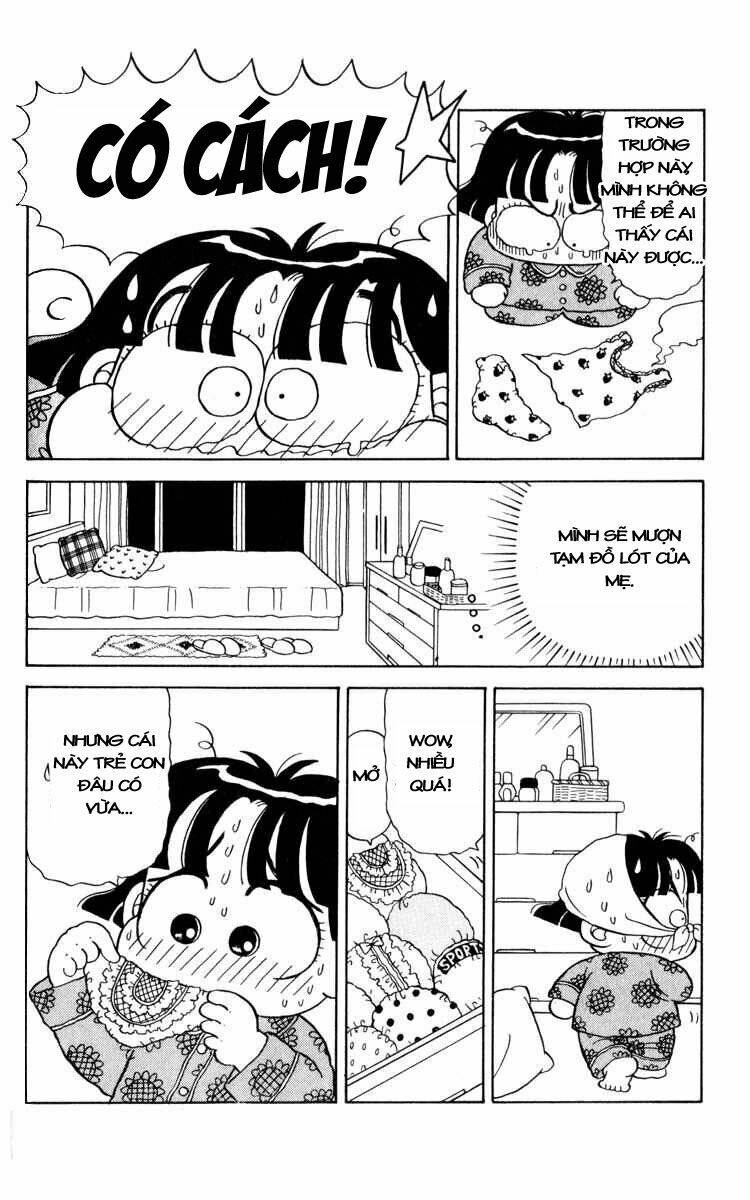 TRONG
TRƯỜNG
HỢP NÀY,
MÌNH KHÔNG
THỂ ĐỂ AI
THẤY CÁI
NÀY ĐƯỢC...
CÓ CÁCH!
MÌNH SẼ MƯỢN
TẠM ĐỒ LÓT CỦA
MẸ.
WOW,
NHIỀU
QUÁ!
MỞ
SPORTS
NHƯNG CÁI
NÀY TRẺ CON
ĐÂU CÓ
VỪA...